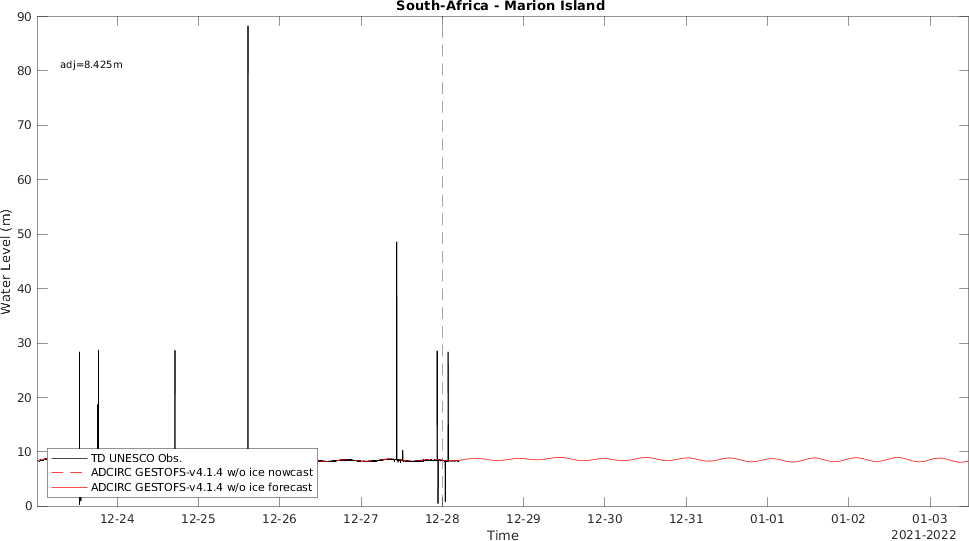 South-Africa - Marion Island
adj=8.425m
Water Level (m)
90
80
70
60
50
40
30
20
10
0
TD UNESCO Obs.
ADCIRC GESTOFS-v4.1.4 w/o ice nowcast
ADCIRC GESTOFS-v4.1.4 w/o ice forecast
12-24 12-25 12-26 12-27 12-28 12-29 12-30 12-31 01-01 01-02 01-03
Time
2021-2022